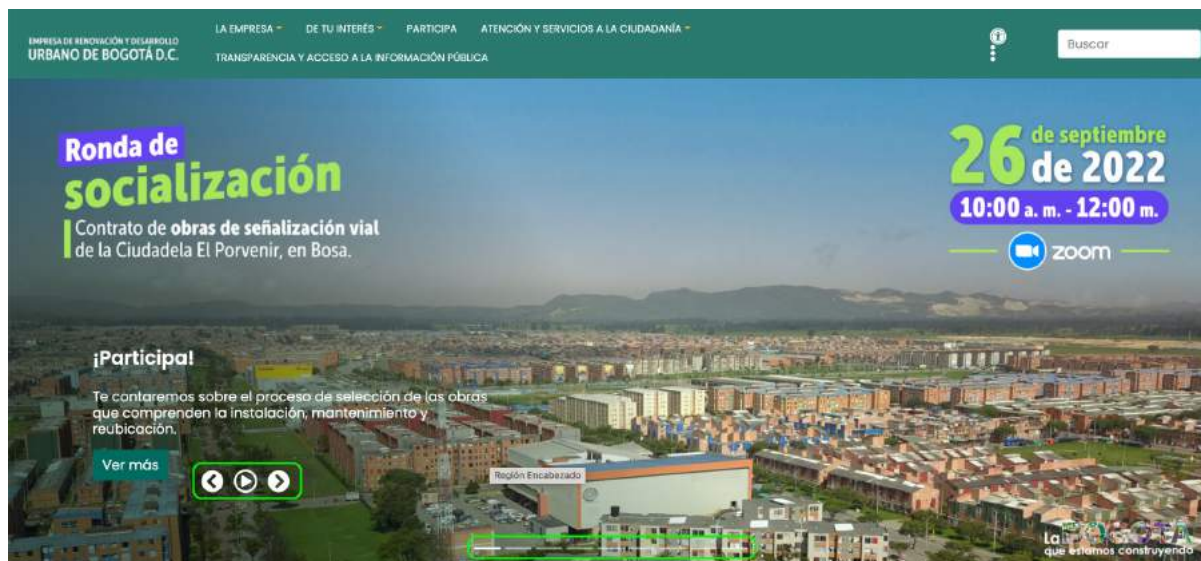 EMPRESA DE RENOVACIÓN Y DESARROLLO
URBANO DE BOGOTÁ D.C.
LA EMPRESA
DE TU INTERÉS
PARTICIPA
ATENCIÓN Y SERVICIOS A LA CIUDADANÍA
TRANSPARENCIA Y ACCESO A LA INFORMACIÓN PÚBLICA
Buscar
Ronda de
socialización
Contrato de obras de señalización vial
de la Ciudadela El Porvenir, en Bosa.
26 de septiembre
de 2022
10:00 a. m. - 12:00 m.
zoom
¡Participa!
Te contaremos sobre el proceso de selección de las obras
que comprenden la instalación, mantenimiento y
reubicación.
Ver más
Región Encabezado
La BOGOTÁ
que estamos construyendo